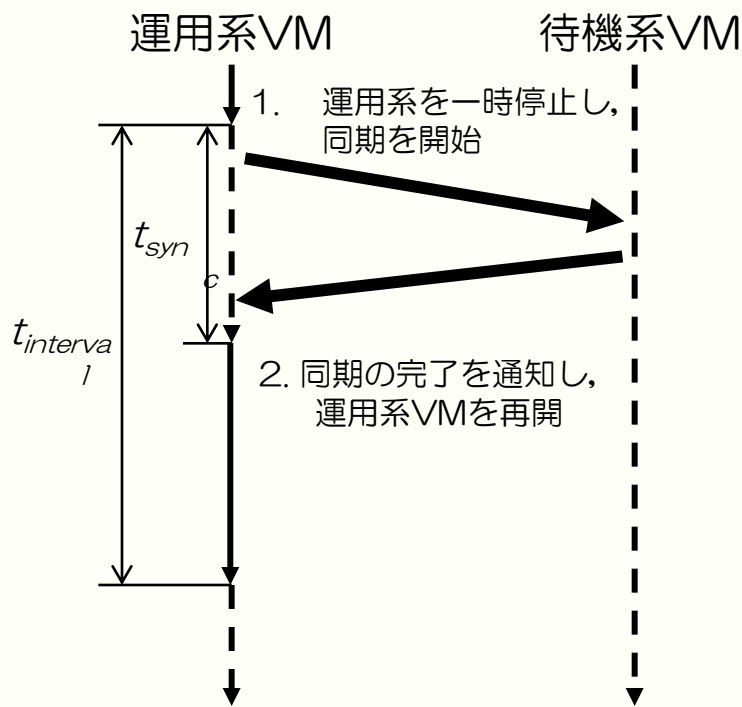 運用系VM
待機系VM
1. 運用系を一時停止し,
同期を開始
tsyn
c
tinterva
l
2. 同期の完了を通知し,
運用系VMを再開